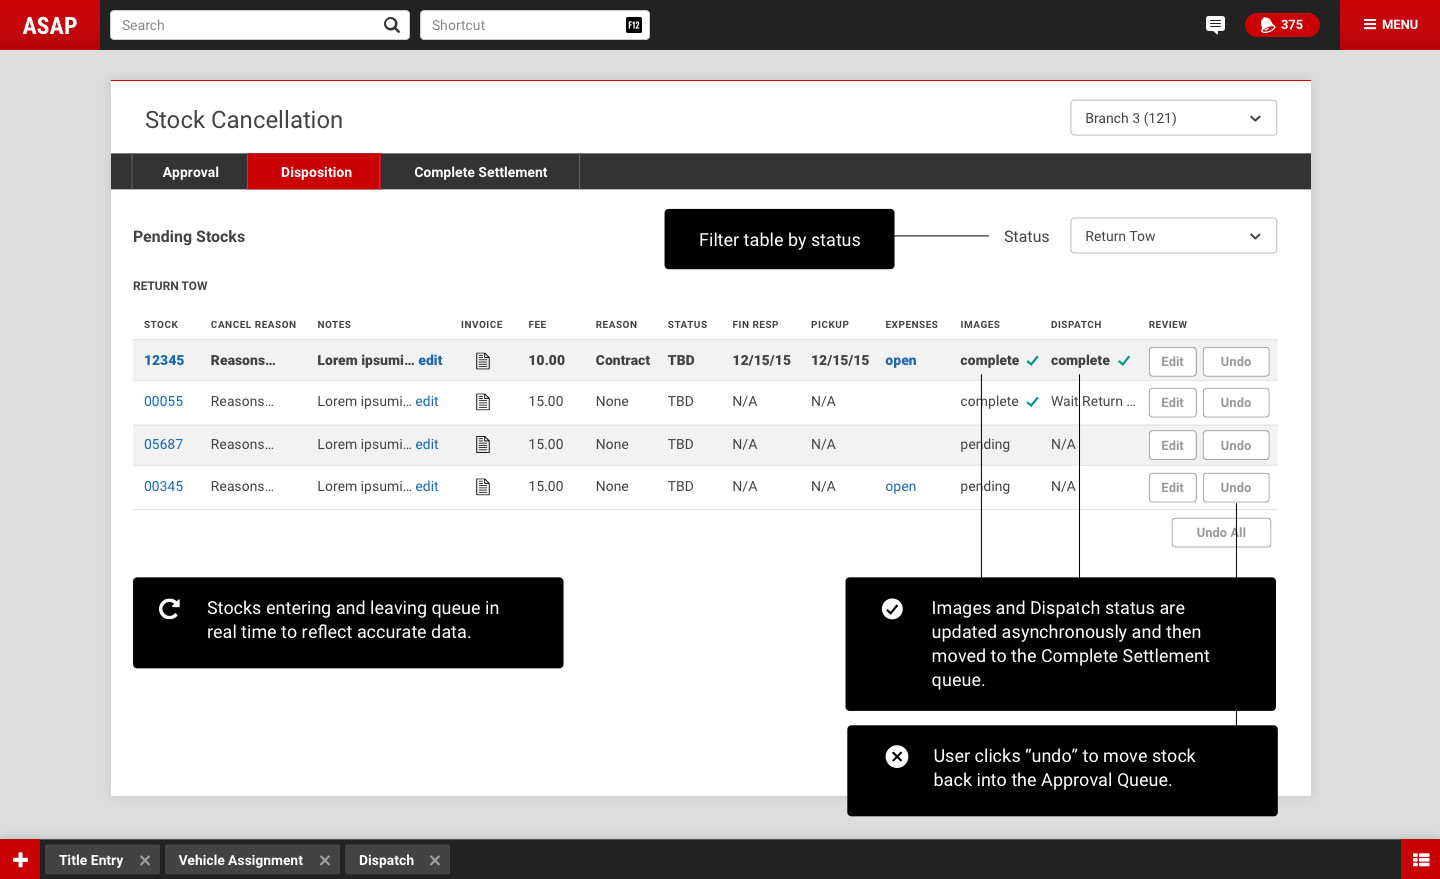 ASAP
Search
Shortcut
F12
375
MENU
Stock Cancellation
Branch 3 (121)
Approval
Disposition
Complete Settlement
Pending Stocks
Filter table by status
Status
Return Tow
RETURN TOW
STOCK CANCEL REASON NOTES INVOICE FEE REASON STATUS FIN RESP PICKUP EXPENSES IMAGES DISPATCH REVIEW
12345 Reasons... Lorem ipsumi... edit 10.00 Contract TBD 12/15/15 12/15/15 open complete complete Edit Undo
00055 Reasons... Lorem ipsumi... edit 15.00 None TBD N/A N/A complete Wait Return ... Edit Undo
05687 Reasons... Lorem ipsumi... edit 15.00 None TBD N/A N/A pending N/A Edit Undo
00345 Reasons... Lorem ipsumi... edit 15.00 None TBD N/A N/A open pending N/A Edit Undo
Undo All
Stocks entering and leaving queue in
real time to reflect accurate data.
Images and Dispatch status are
updated asynchronously and then
moved to the Complete Settlement
queue.
User clicks “undo” to move stock
back into the Approval Queue.
Title Entry
Vehicle Assignment
Dispatch